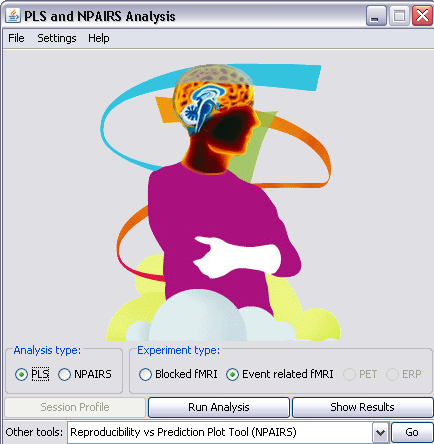 PLS and NPAIRS Analysis
File Settings Help
Analysis type: Experiment type:
PLS NPAIRS Blocked fMRI Event related fMRI PET ERP
Session Profile Run Analysis Show Results
Other tools: Reproducibility vs Prediction Plot Tool (NPAIRS) Go